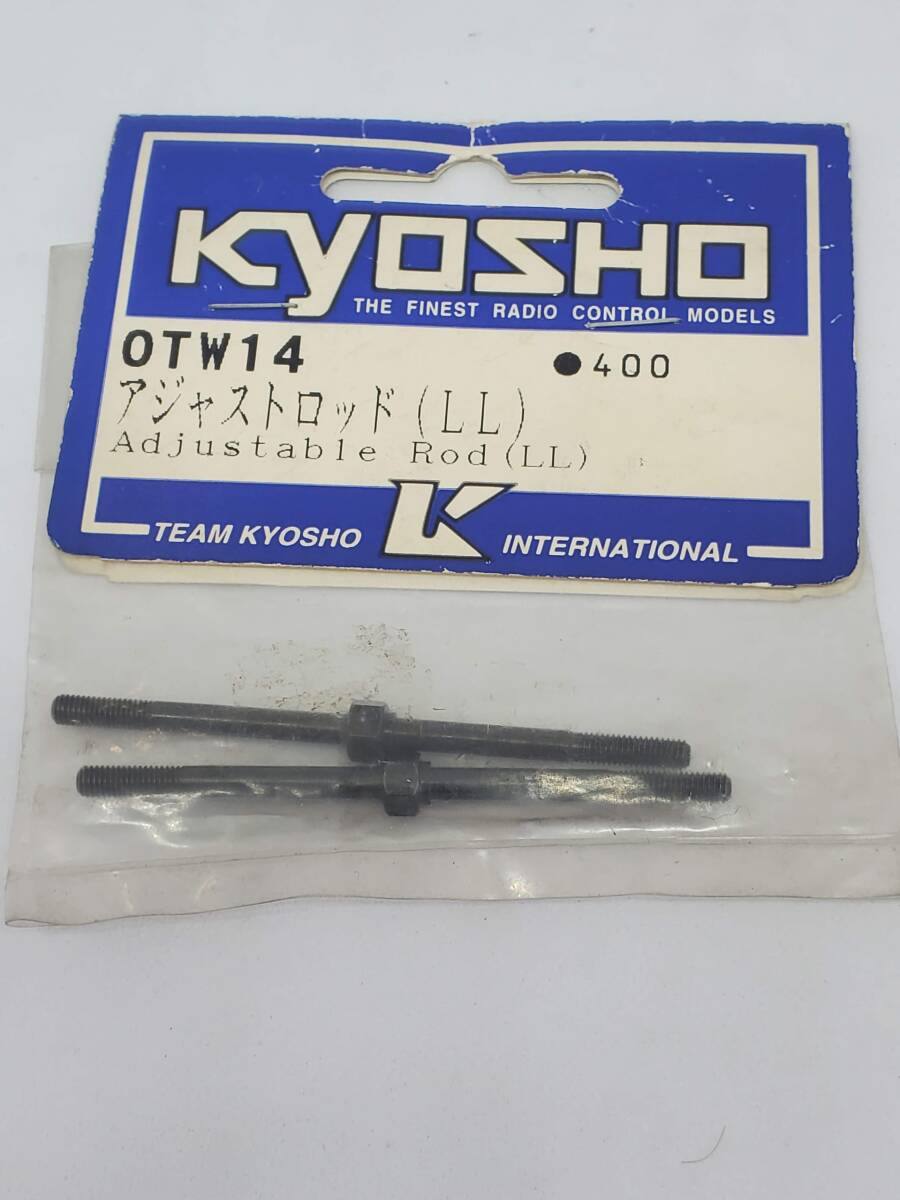 KYOSHO
THE FINEST RADIO CONTROL MODELS
OTW14 ●400
アジャストロッド(LL)
Adjustable Rod(LL)
TEAM KYOSHO K INTERNATIONAL